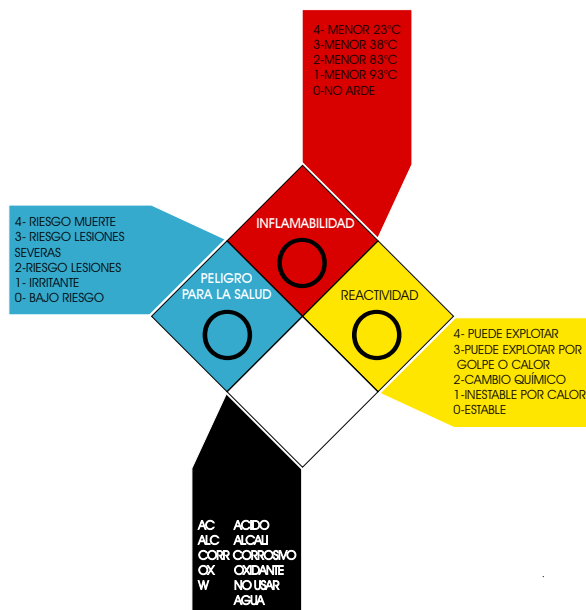 4- MENOR 23°C
3-MENOR 38°C
2-MENOR 83°C
1-MENOR 93°C
0-NO ARDE
INFLAMABILIDAD
4- RIESGO MUERTE
3- RIESGO LESIONES
SEVERAS
2-RIESGO LESIONES
1- IRRITANTE
0- BAJO RIESGO
PELIGRO
PARA LA SALUD
REACTIVIDAD
4- PUEDE EXPLOTAR
3-PUEDE EXPLOTAR POR
GOLPE O CALOR
2-CAMBIO QUÍMICO
1-INESTABLE POR CALOR
0-ESTABLE
AC ACIDO
ALC ALCALI
CORR CORROSIVO
OX OXIDANTE
W NO USAR
AGUA